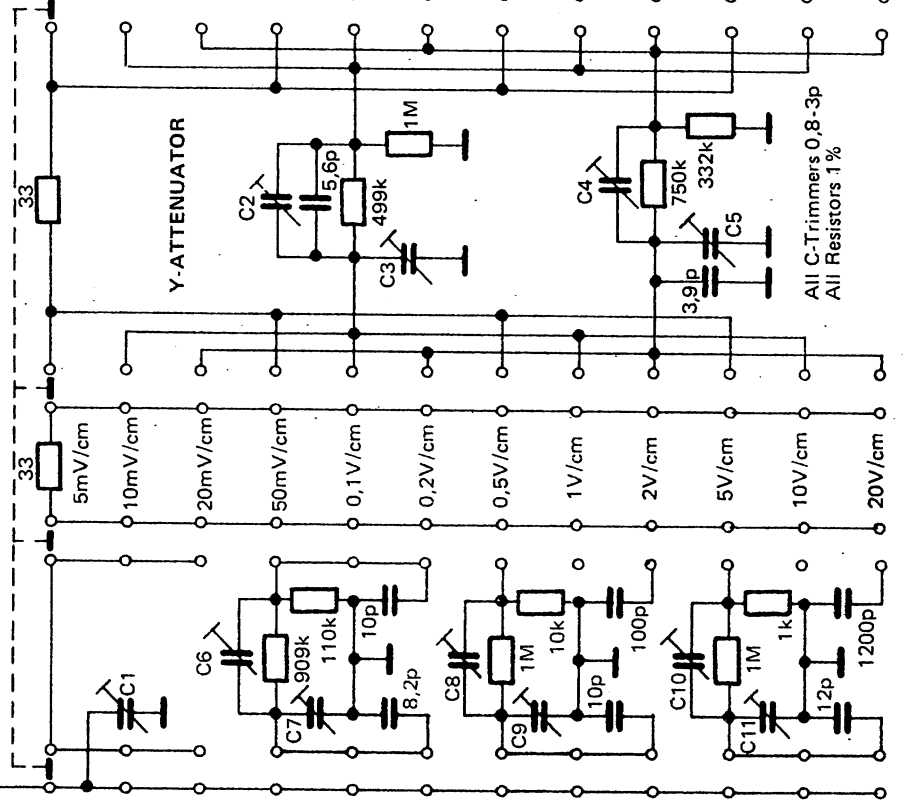 33
Y-ATTENUATOR
C2
5,6p
499k
1M
C3
C4
750k
332k
C5
3,9p
All C-Trimmers 0,8-3p
All Resistors 1%
33
5mV/cm
10mV/cm
20mV/cm
50mV/cm
0,1V/cm
0,2V/cm
0,5V/cm
1V/cm
2V/cm
5V/cm
10V/cm
20V/cm
C1
C6
909k
110k
10p
C7
8,2p
C8
1M
10k
100p
C9
10p
C10
1M
1k
1200p
C11
12p